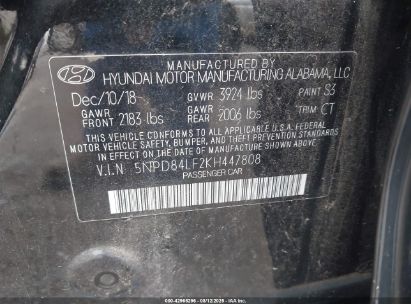 MANUFACTURED BY
HYUNDAI MOTOR MANUFACTURING ALABAMA, LLC
Dec/10/18 GVWR 3924 lbs PAINT S3
GAWR FRONT 2183 lbs GAWR REAR 2006 lbs TRIM CT
THIS VEHICLE CONFORMS TO ALL APPLICABLE U.S. FEDERAL
MOTOR VEHICLE SAFETY, BUMPER, AND THEFT PREVENTION STANDARDS
IN EFFECT ON THE DATE OF MANUFACTURE SHOWN ABOVE.
V.I.N 5NPD84LF2KH447808
PASSENGER CAR